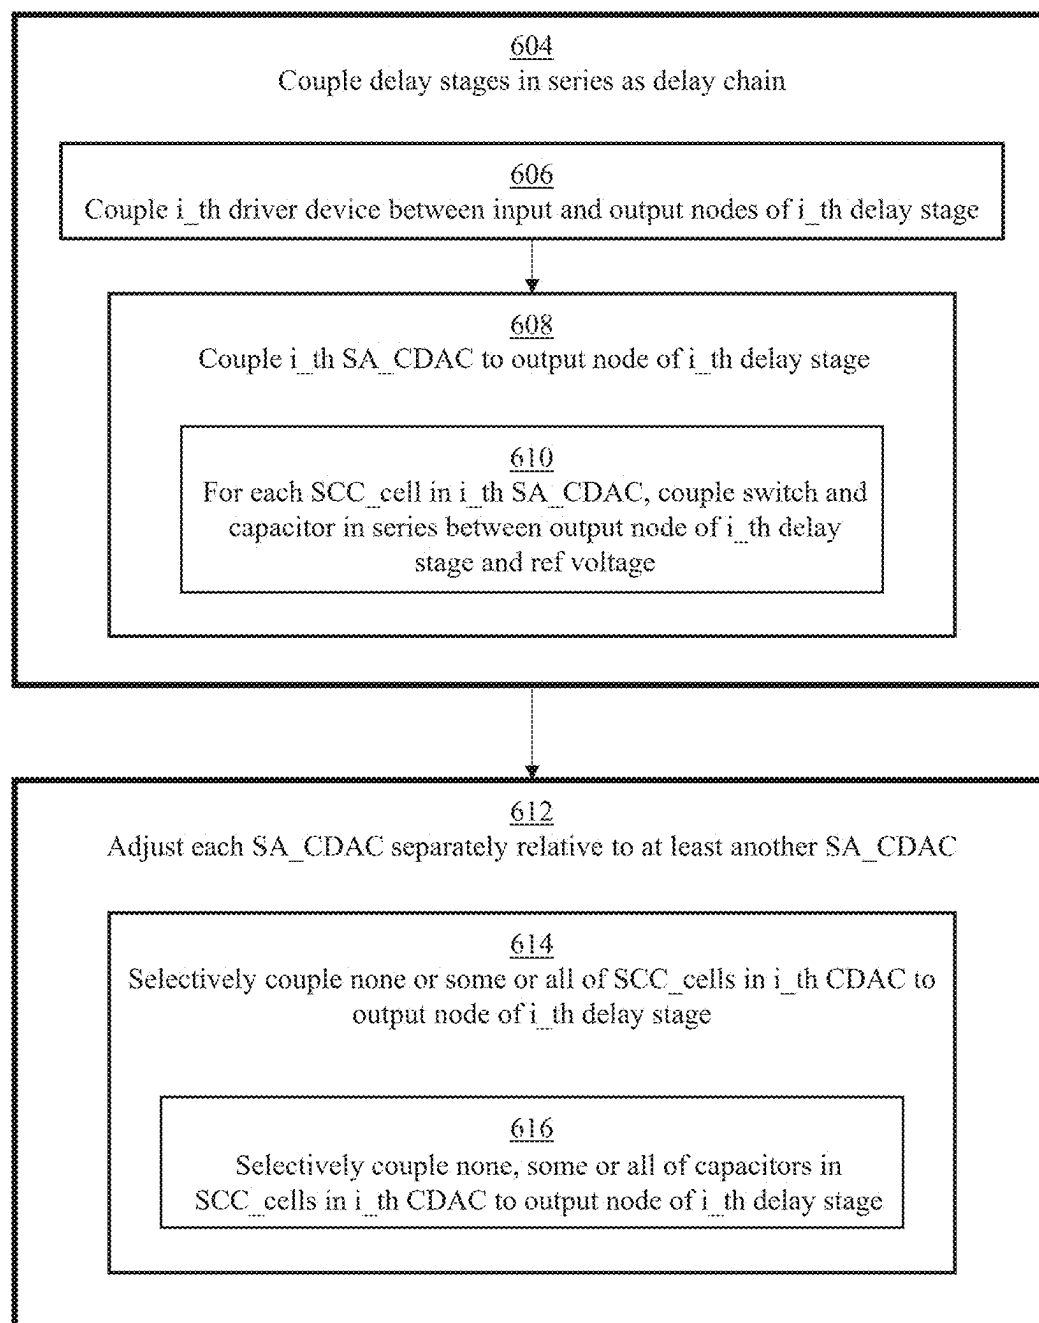 604
Couple delay stages in series as delay chain
606
Couple i_th driver device between input and output nodes of i_th delay stage
608
Couple i_th SA_CDAC to output node of i_th delay stage
610
For each SCC_cell in i_th SA_CDAC, couple switch and
capacitor in series between output node of i_th delay
stage and ref voltage
612
Adjust each SA_CDAC separately relative to at least another SA_CDAC
614
Selectively couple none or some or all of SCC_cells in i_th CDAC to
output node of i_th delay stage
616
Selectively couple none, some or all of capacitors in
SCC_cells in i_th CDAC to output node of i_th delay stage